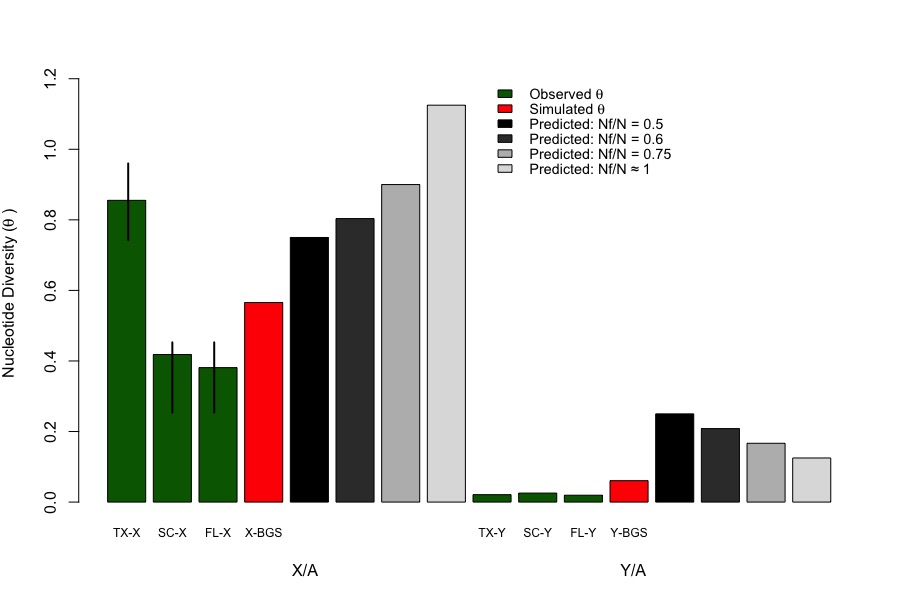 Nucleotide Diversity (θ )
0.0
0.2
0.4
0.6
0.8
1.0
1.2
Observed θ
Simulated θ
Predicted: Nf/N = 0.5
Predicted: Nf/N = 0.6
Predicted: Nf/N = 0.75
Predicted: Nf/N ≈ 1
TX-X SC-X FL-X X-BGS TX-Y SC-Y FL-Y Y-BGS
X/A Y/A